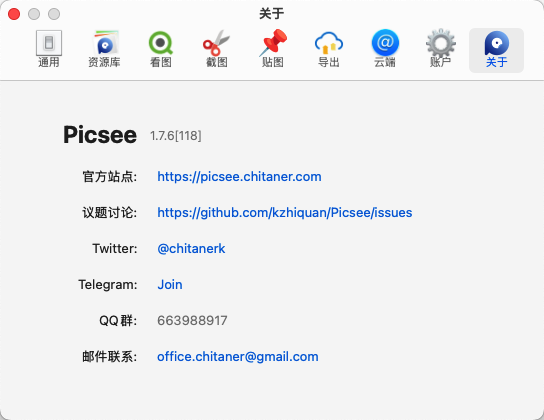 关于
通用 资源库 看图 截图 贴图 导出 云端 账户 关于
Picsee 1.7.6[118]
官方站点: https://picsee.chitaner.com
议题讨论: https://github.com/kzhiquan/Picsee/issues
Twitter: @chitanerk
Telegram: Join
QQ 群: 663988917
邮件联系: office.chitaner@gmail.com